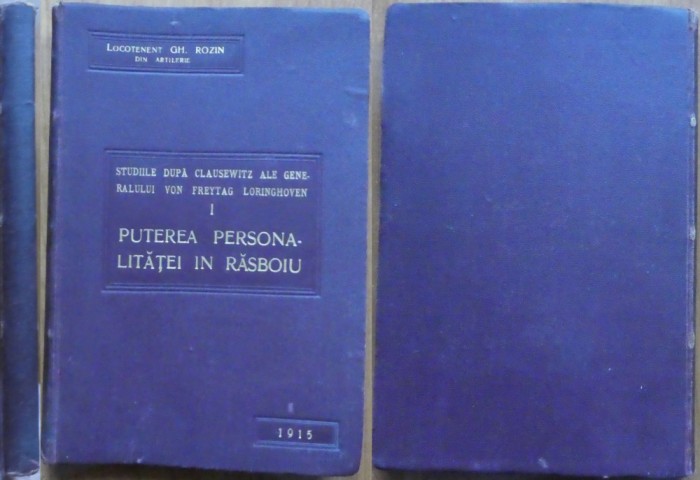 LOCOTENENT GH. ROZIN
DIN ARTILERIE
STUDIILE DUPĂ CLAUSEWITZ ALE GENE-
RALULUI VON FREYTAG LORINGHOVEN
I
PUTEREA PERSONA-
LITĂȚEI IN RĂSBOIU
1915